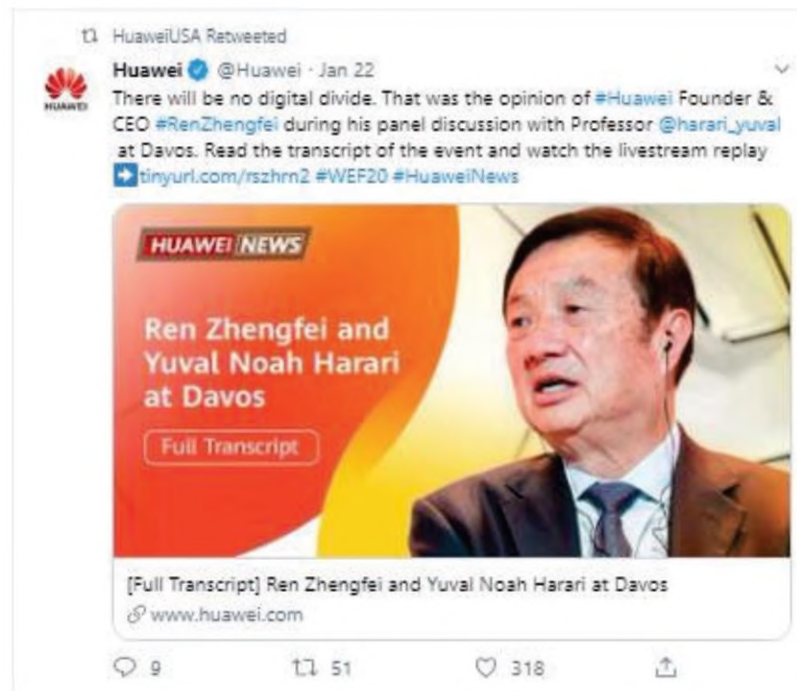 HuaweiUSA Retweeted
Huawei @Huawei · Jan 22
HUAWEI
There will be no digital divide. That was the opinion of #Huawei Founder &
CEO #RenZhengfei during his panel discussion with Professor @harari_yuval
at Davos. Read the transcript of the event and watch the livestream replay
➡tinyurl.com/rszhrn2 #WEF20 #HuaweiNews
HUAWEI NEWS
Ren Zhengfei and
Yuval Noah Harari
at Davos
Full Transcript
[Full Transcript] Ren Zhengfei and Yuval Noah Harari at Davos
www.huawei.com
9 51 318